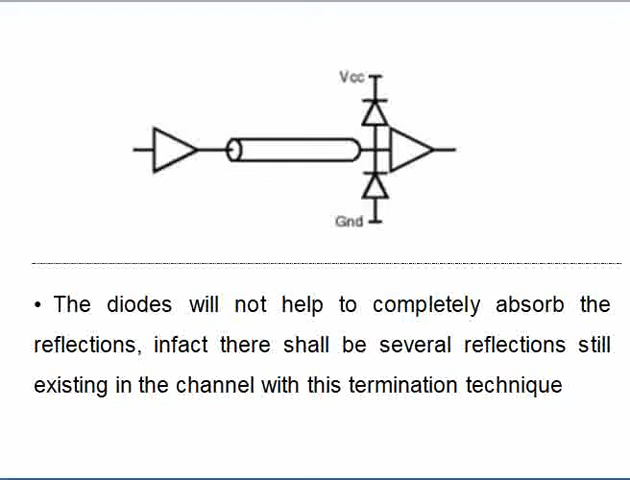 Vcc
Gnd
• The diodes will not help to completely absorb the
reflections, infact there shall be several reflections still
existing in the channel with this termination technique